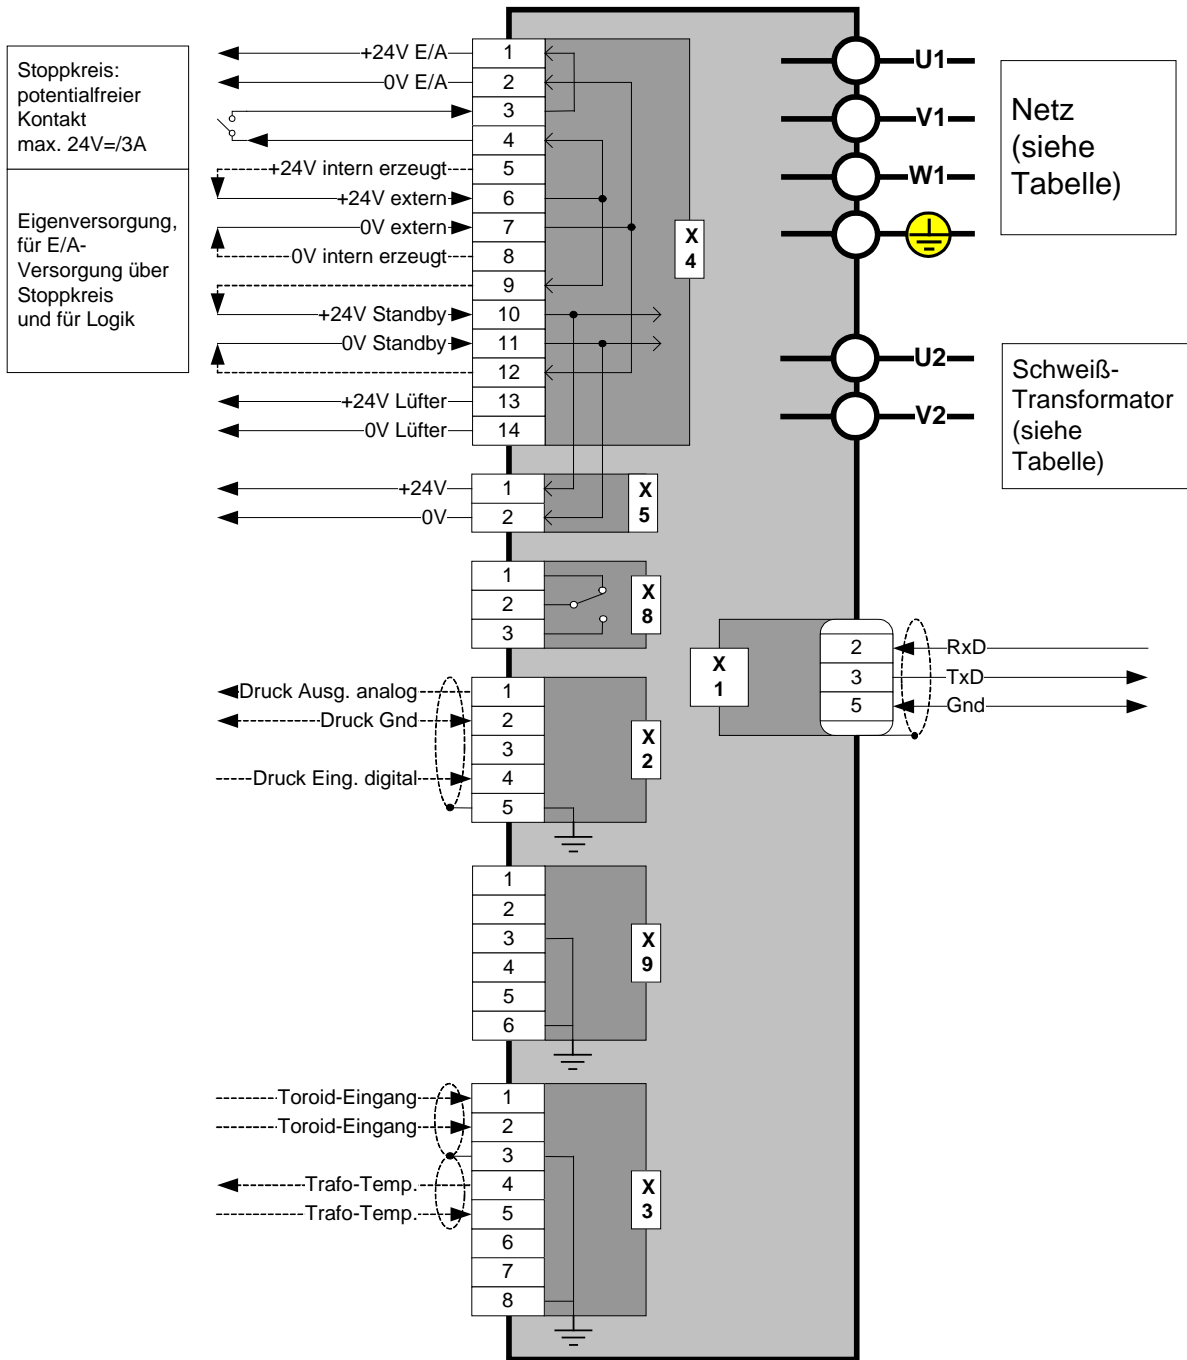 Stoppkreis:
potentialfreier
Kontakt
max. 24V=/3A
Eigenversorgung,
für E/A-
Versorgung über
Stoppkreis
und für Logik
+24V E/A 1
0V E/A 2
3
4
+24V intern erzeugt 5
+24V extern 6
0V extern 7
0V intern erzeugt 8
9
+24V Standby 10
0V Standby 11
12
+24V Lüfter 13
0V Lüfter 14
X
4
+24V 1
0V 2
X
5
1
2
3
X
8
Druck Ausg. analog 1
Druck Gnd 2
3
Druck Eing. digital 4
5
X
2
1
2
3
4
5
6
X
9
Toroid-Eingang 1
Toroid-Eingang 2
3
Trafo-Temp. 4
Trafo-Temp. 5
6
7
8
X
3
U1
V1
W1
Netz
(siehe
Tabelle)
U2
V2
Schweiß-
Transformator
(siehe
Tabelle)
X
1
2 RxD
3 TxD
5 Gnd